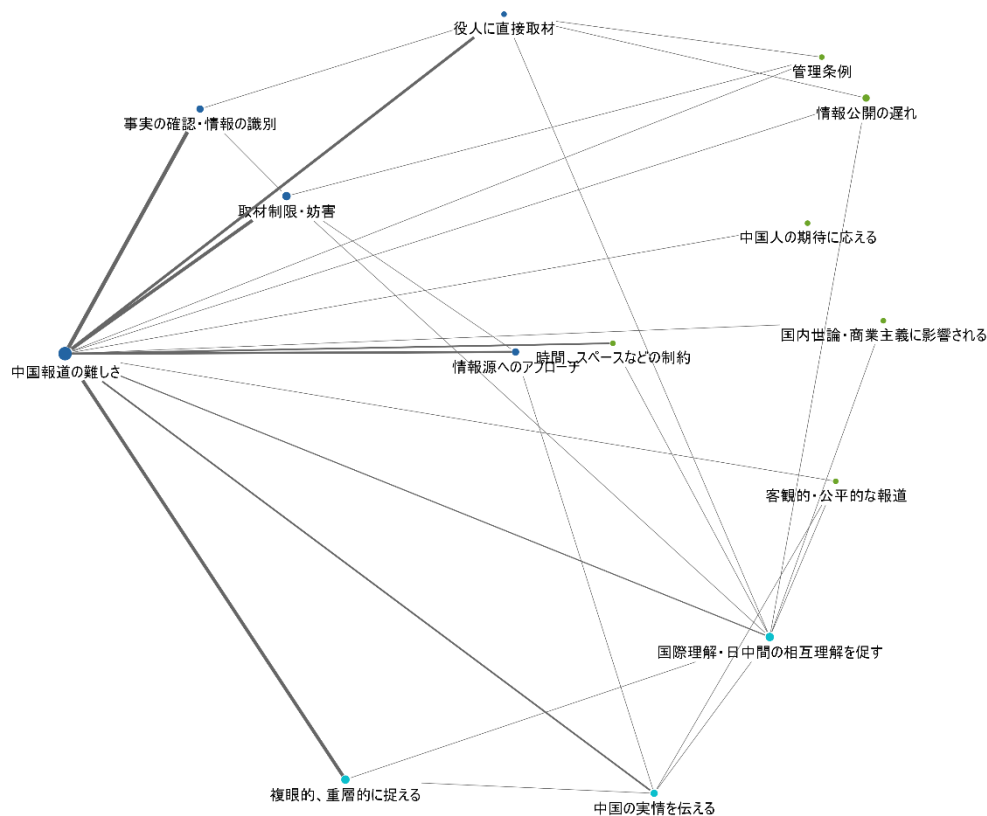 役人に直接取材
管理条例
情報公開の遅れ
事実の確認・情報の識別
取材制限・妨害
中国人の期待に応える
国内世論・商業主義に影響される
時間、スペースなどの制約
情報源へのアプローチ
中国報道の難しさ
客観的・公平的な報道
国際理解・日中間の相互理解を促す
複眼的、重層的に捉える
中国の実情を伝える